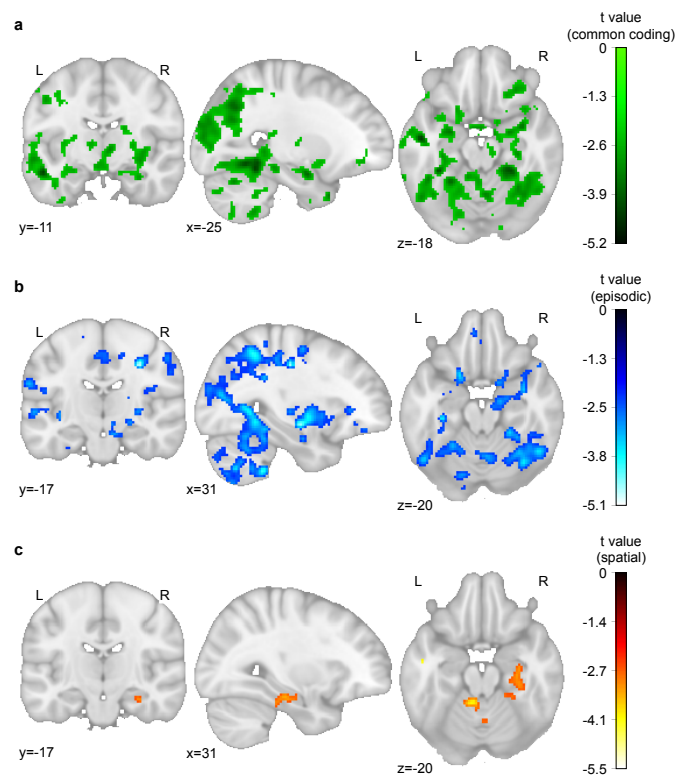 a
t value
(common coding)
L R L R
0
-1.3
-2.6
-3.9
-5.2
y=-11 x=-25 z=-18
b
t value
(episodic)
L R L R
0
-1.3
-2.5
-3.8
-5.1
y=-17 x=31 z=-20
c
t value
(spatial)
L R L R
0
-1.4
-2.7
-4.1
-5.5
y=-17 x=31 z=-20